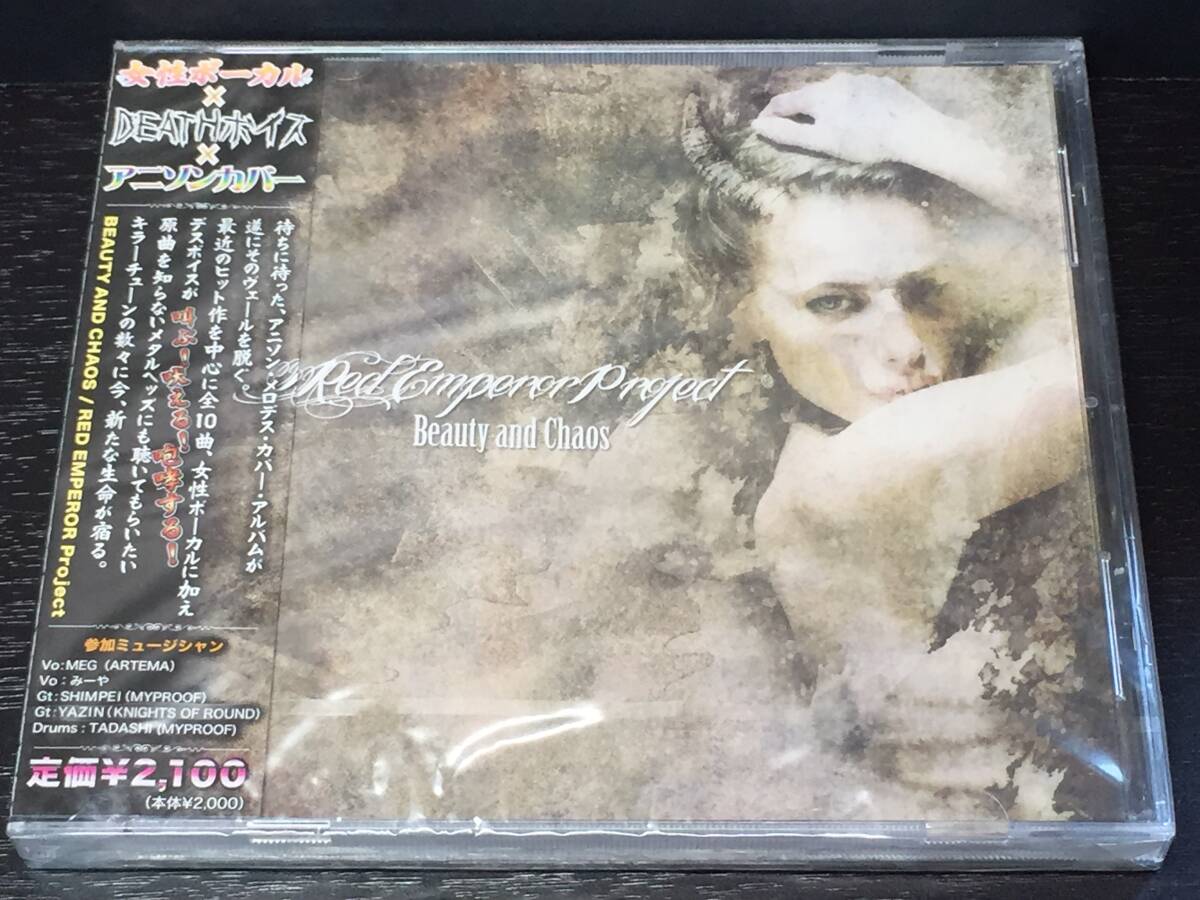 女性ボーカル
×
DEATHボイス
×
アニソンカバー
待ちに待った、アニソン・メロデス・カバー・アルバムが
遂にそのヴェールを脱ぐ。
最近のヒット作を中心に全10曲、女性ボーカルに加え
デスボイスが叫ぶ!吠える!咆哮する!
原曲を知らないメタルヘッズにも聴いてもらいたい
キラーチューンの数々に今、新たな生命が宿る。
BEAUTY AND CHAOS / RED EMPEROR Project
参加ミュージシャン
Vo:MEG (ARTEMA)
Vo:みーや
Gt:SHIMPEI (MYPROOF)
Gt:YAZIN (KNIGHTS OF ROUND)
Drums:TADASHI (MYPROOF)
定価¥2,100
(本体¥2,000)
Red Emperor Project
Beauty and Chaos